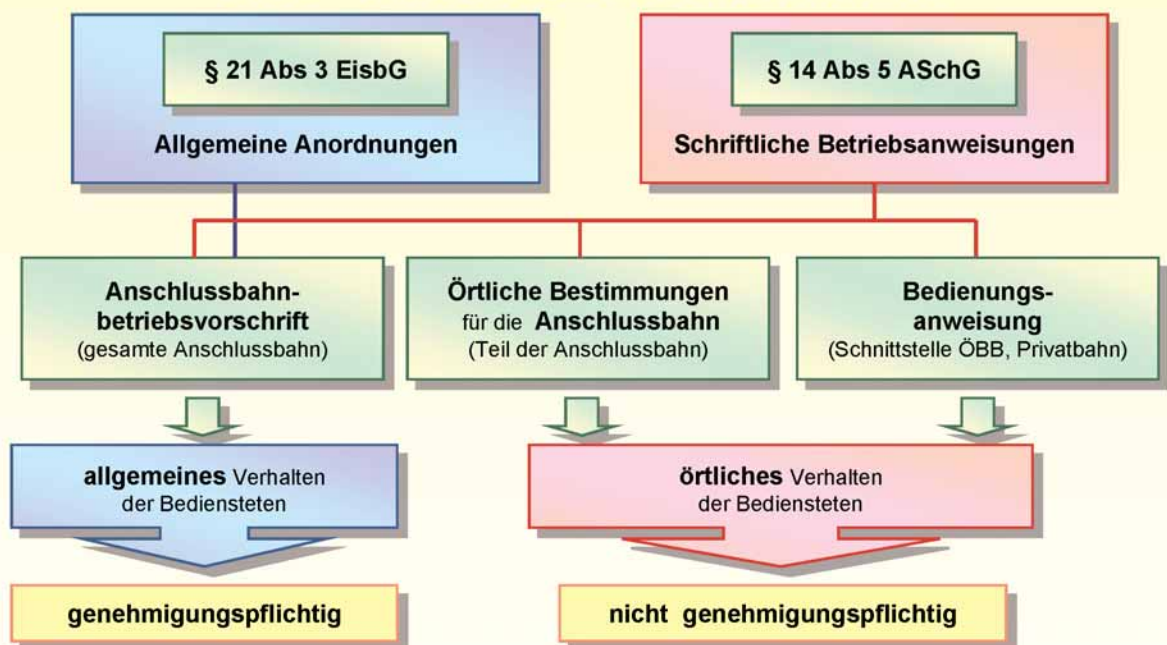 § 21 Abs 3 EisbG
Allgemeine Anordnungen
§ 14 Abs 5 ASchG
Schriftliche Betriebsanweisungen
Anschlussbahn-
betriebsvorschrift
(gesamte Anschlussbahn)
Örtliche Bestimmungen
für die Anschlussbahn
(Teil der Anschlussbahn)
Bedienungs-
anweisung
(Schnittstelle ÖBB, Privatbahn)
allgemeines Verhalten
der Bediensteten
örtliches Verhalten
der Bediensteten
genehmigungspflichtig
nicht genehmigungspflichtig